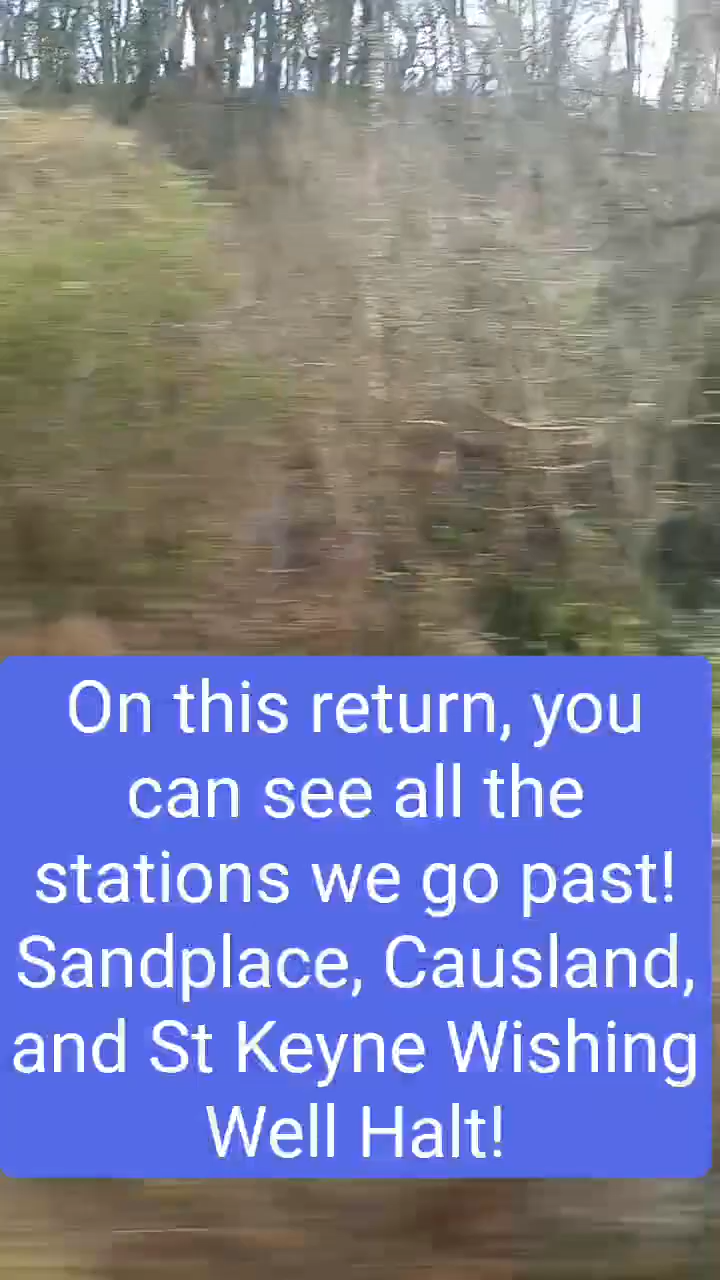 On this return, you
can see all the
stations we go past!
Sandplace, Causland,
and St Keyne Wishing
Well Halt!